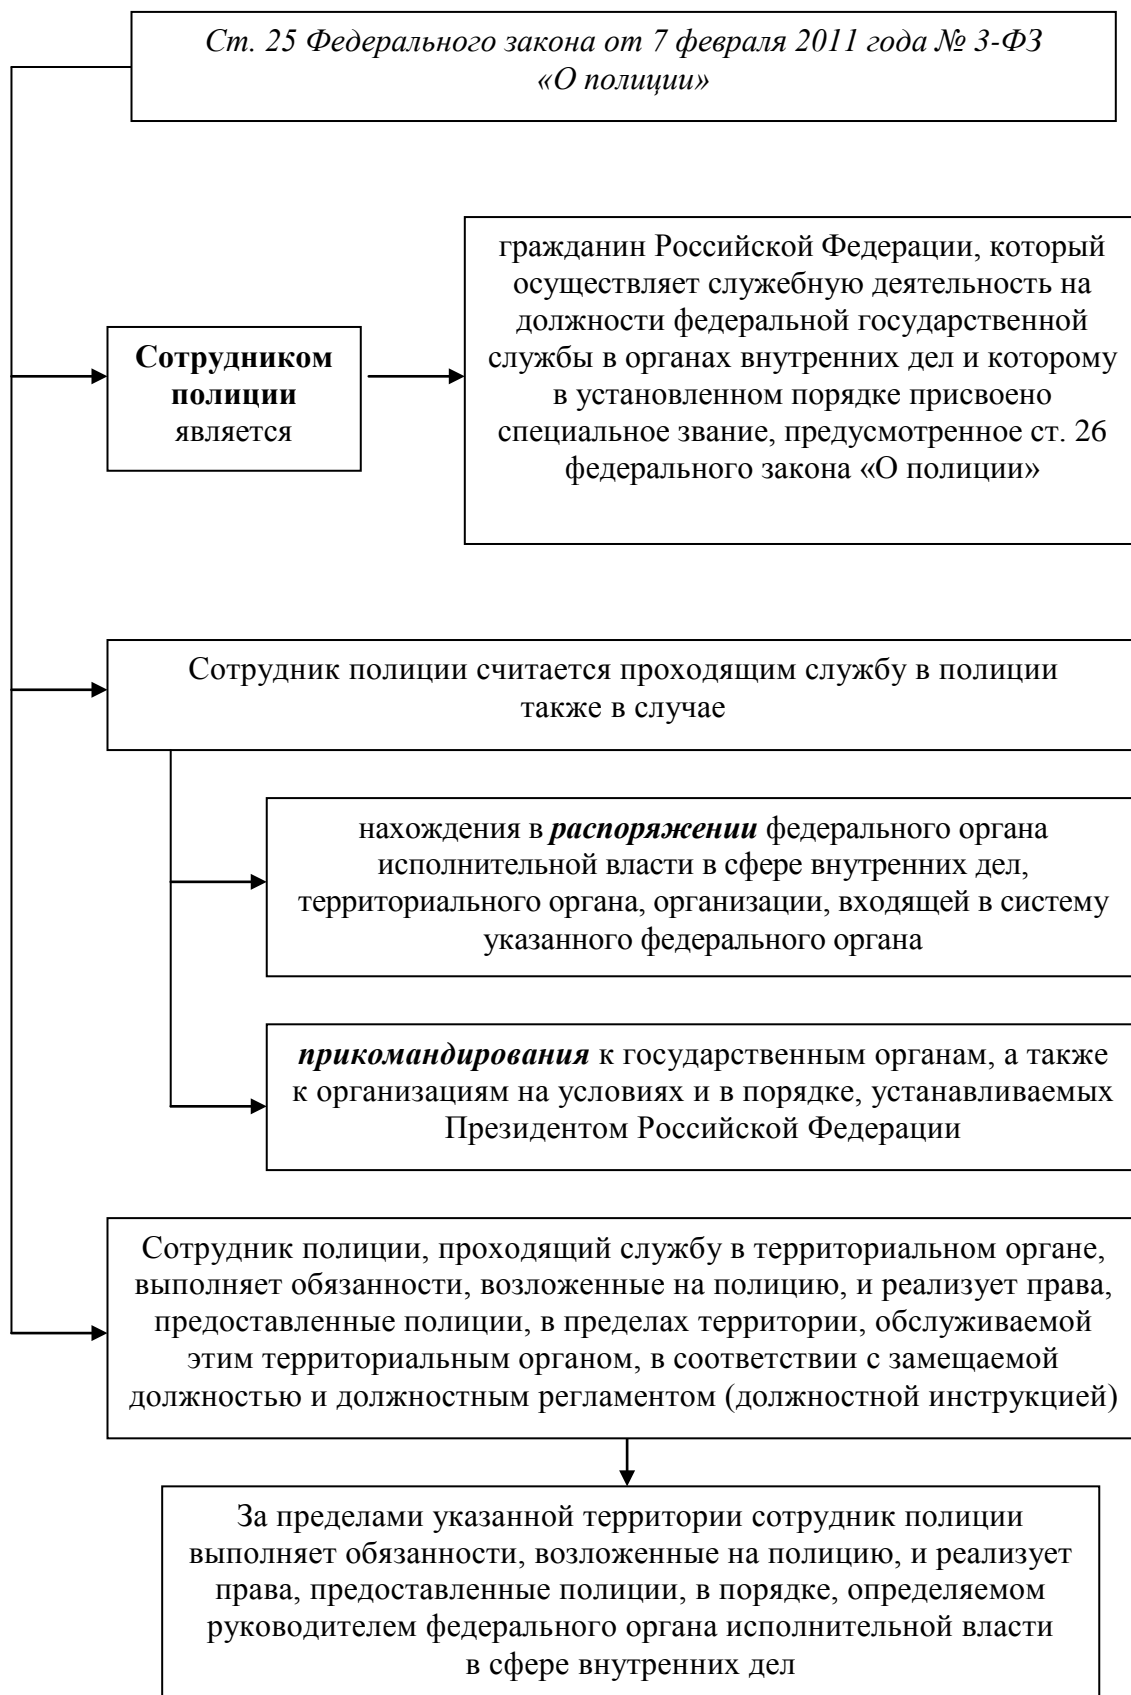 Ст. 25 Федерального закона от 7 февраля 2011 года № 3-ФЗ
«О полиции»
гражданин Российской Федерации, который
осуществляет служебную деятельность на
должности федеральной государственной
службы в органах внутренних дел и которому
в установленном порядке присвоено
специальное звание, предусмотренное ст. 26
федерального закона «О полиции»
Сотрудником
полиции
является
Сотрудник полиции считается проходящим службу в полиции
также в случае
нахождения в распоряжении федерального органа
исполнительной власти в сфере внутренних дел,
территориального органа, организации, входящей в систему
указанного федерального органа
прикомандирования к государственным органам, а также
к организациям на условиях и в порядке, устанавливаемых
Президентом Российской Федерации
Сотрудник полиции, проходящий службу в территориальном органе,
выполняет обязанности, возложенные на полицию, и реализует права,
предоставленные полиции, в пределах территории, обслуживаемой
этим территориальным органом, в соответствии с замещаемой
должностью и должностным регламентом (должностной инструкцией)
За пределами указанной территории сотрудник полиции
выполняет обязанности, возложенные на полицию, и реализует
права, предоставленные полиции, в порядке, определяемом
руководителем федерального органа исполнительной власти
в сфере внутренних дел